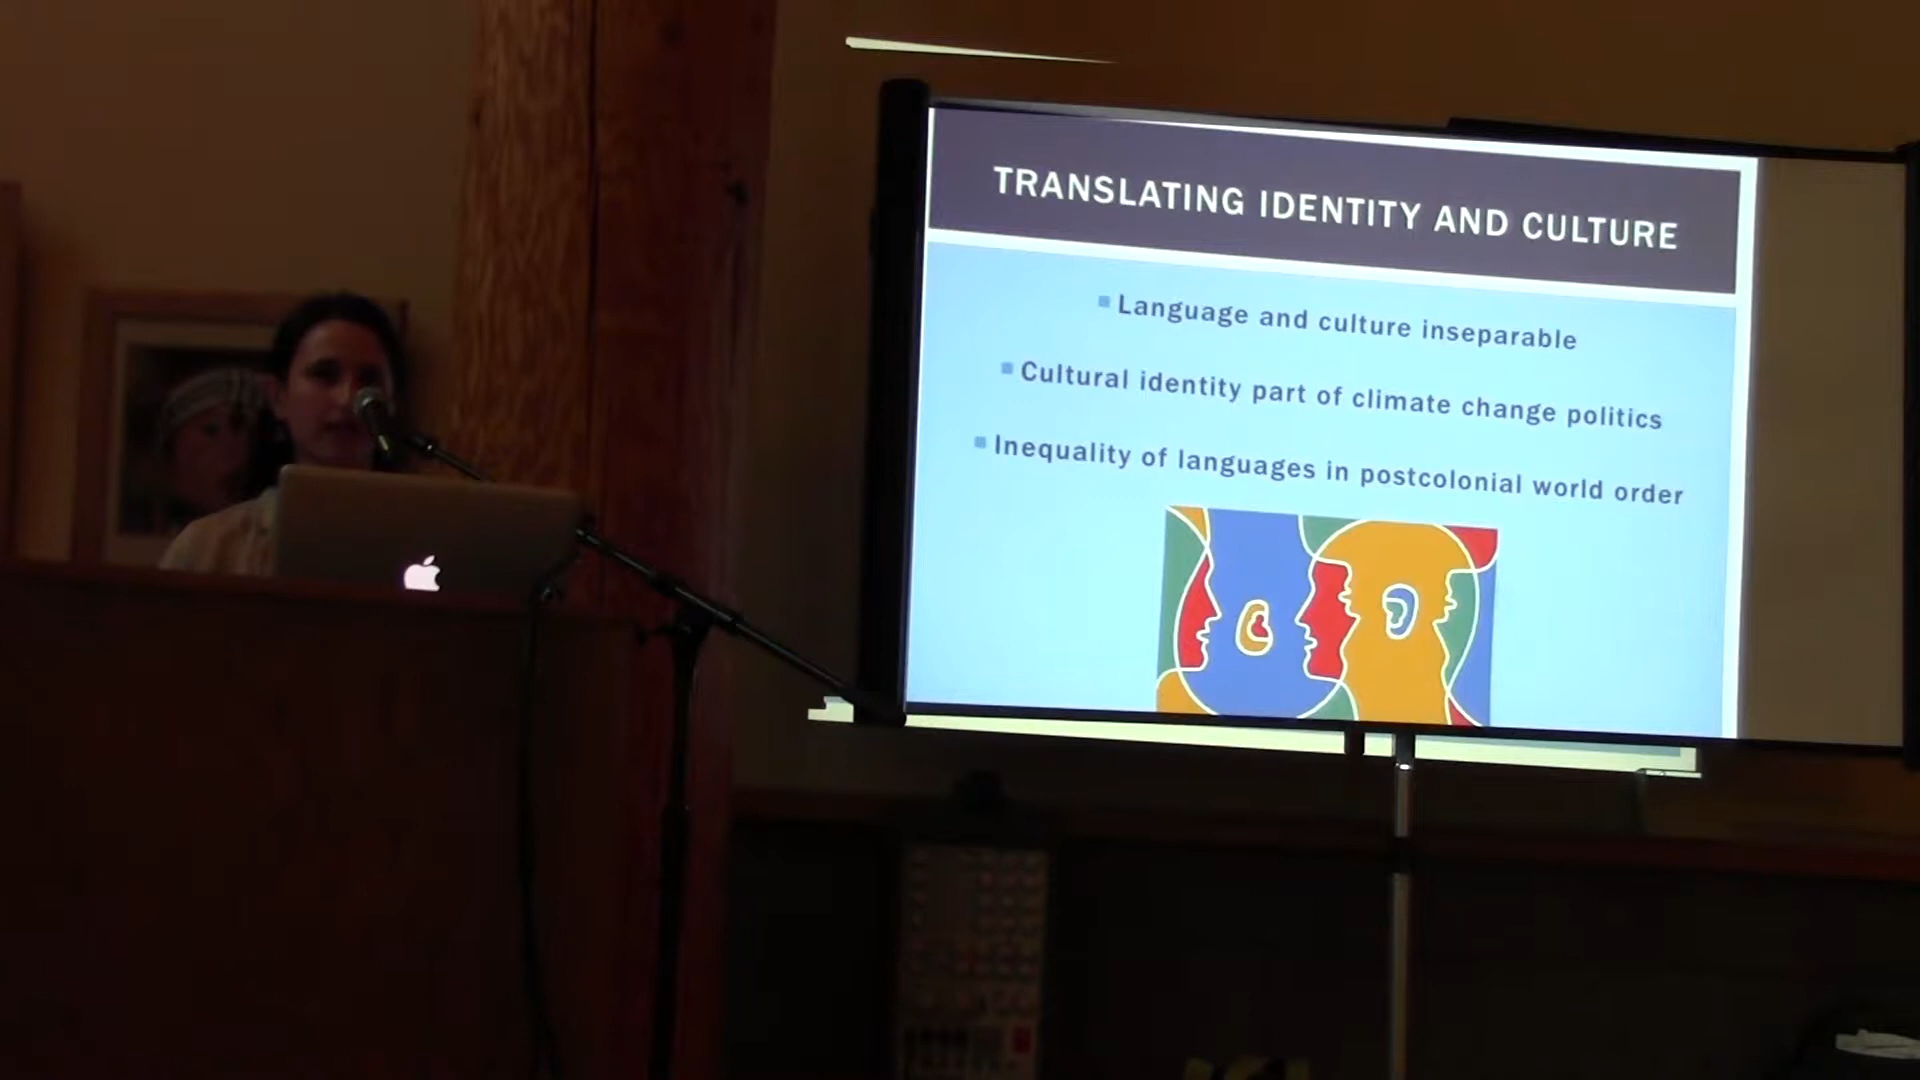 TRANSLATING IDENTITY AND CULTURE
Language and culture inseparable
Cultural identity part of climate change politics
Inequality of languages in postcolonial world order